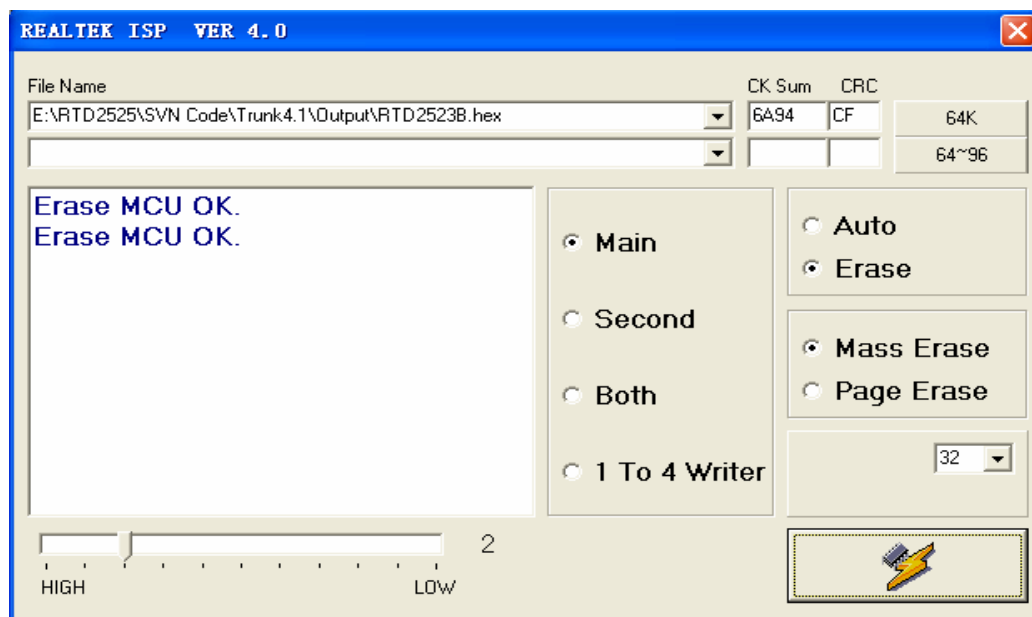 REALTEK ISP VER 4.0
File Name CK Sum CRC
E:\RTD2525\SVN Code\Trunk4.1\Output\RTD2523B.hex 6A94 CF 64K
64~96
Erase MCU OK.
Erase MCU OK.
Main
Second
Both
1 To 4 Writer
Auto
Erase
Mass Erase
Page Erase
32
2
HIGH LOW